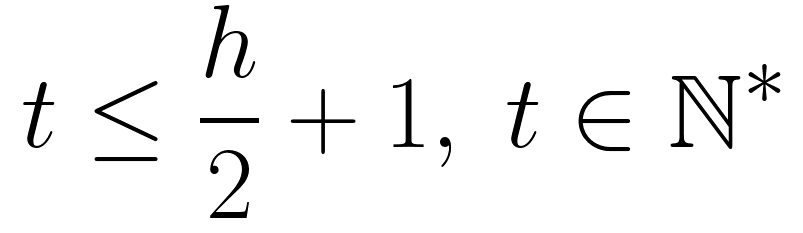 t ≤ h/2 + 1, t ∈ ℕ*